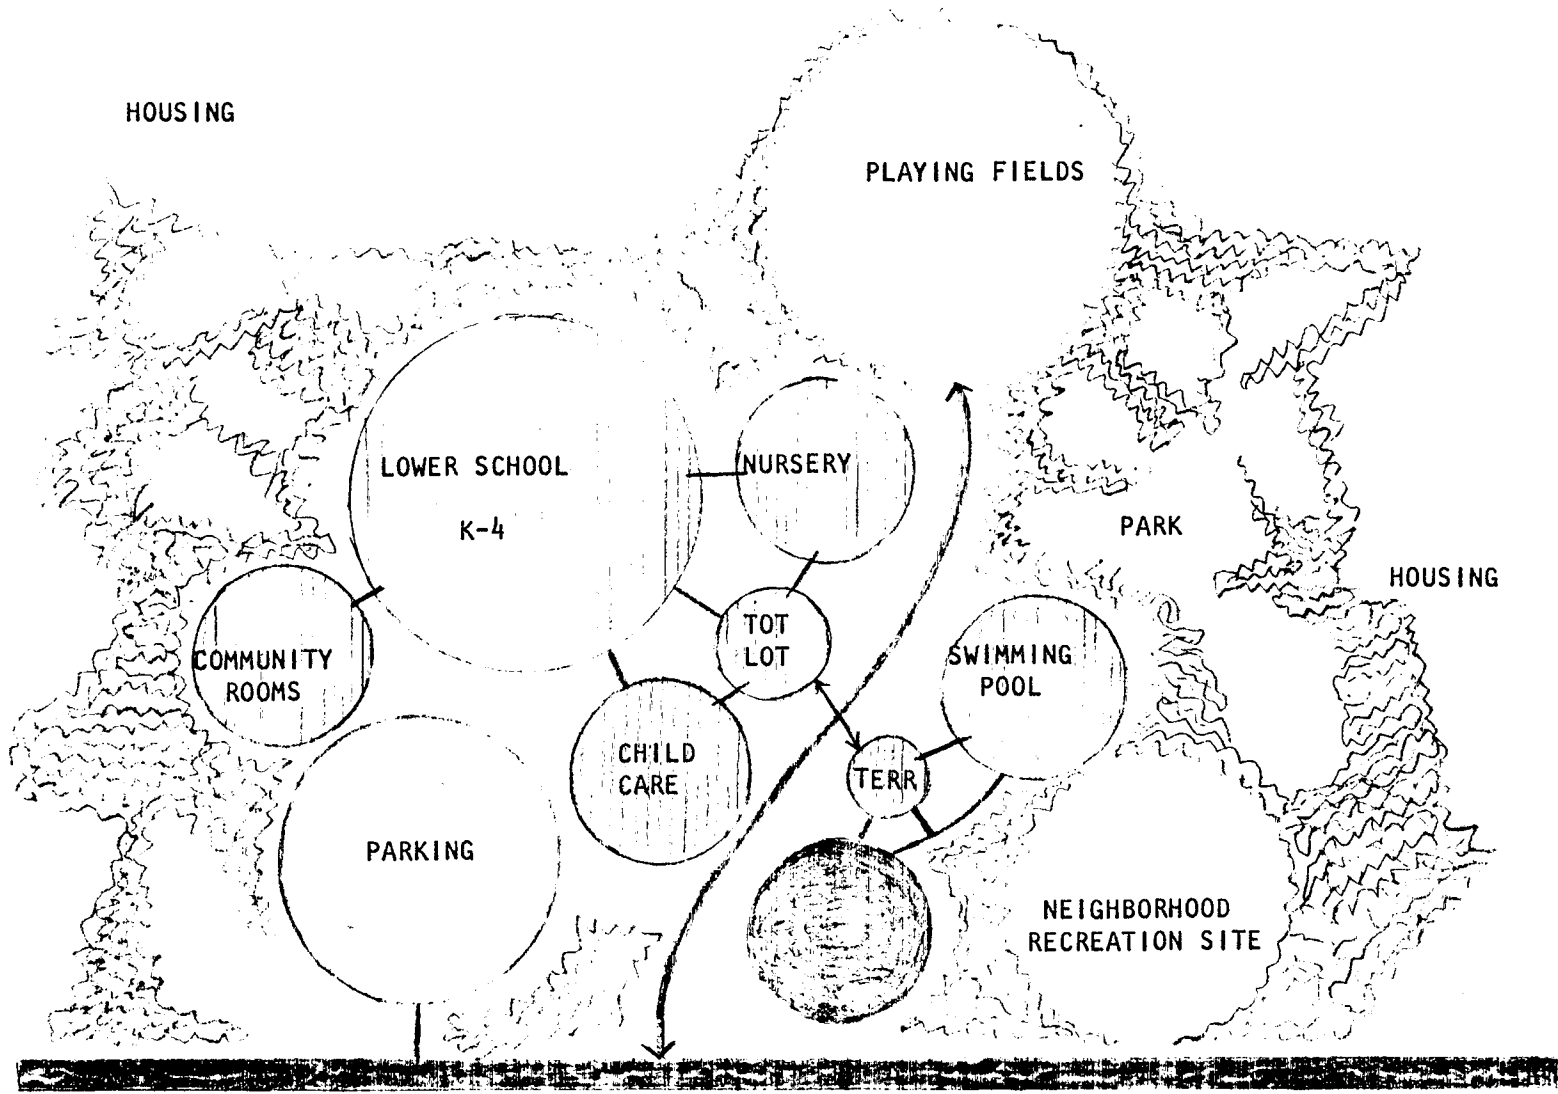 HOUSING
PLAYING FIELDS
LOWER SCHOOL
K-4
NURSERY
PARK
HOUSING
TOT
LOT
COMMUNITY
ROOMS
SWIMMING
POOL
CHILD
CARE
TERR
PARKING
NEIGHBORHOOD
RECREATION SITE